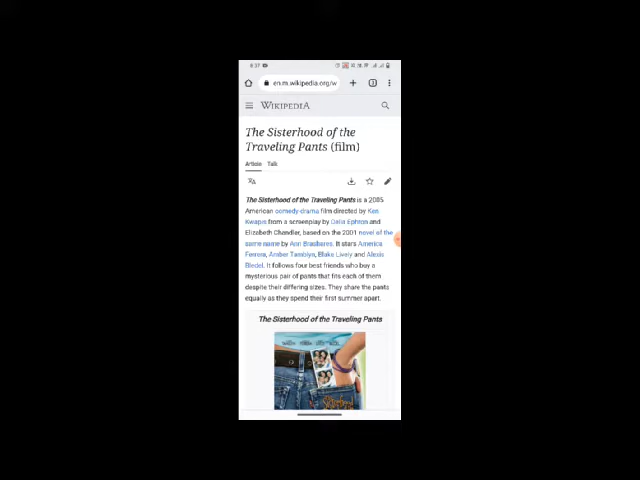 8:37
en.m.wikipedia.org/w
3
WIKIPEDIA
The Sisterhood of the
Traveling Pants (film)
Article Talk
The Sisterhood of the Traveling Pants is a 2005
American comedy-drama film directed by Ken
Kwapis from a screenplay by Delia Ephron and
Elizabeth Chandler, based on the 2001 novel of the
same name by Ann Brashares. It stars America
Ferrera, Amber Tamblyn, Blake Lively and Alexis
Bledel. It follows four best friends who buy a
mysterious pair of pants that fits each of them
despite their differing sizes. They share the pants
equally as they spend their first summer apart.
The Sisterhood of the Traveling Pants